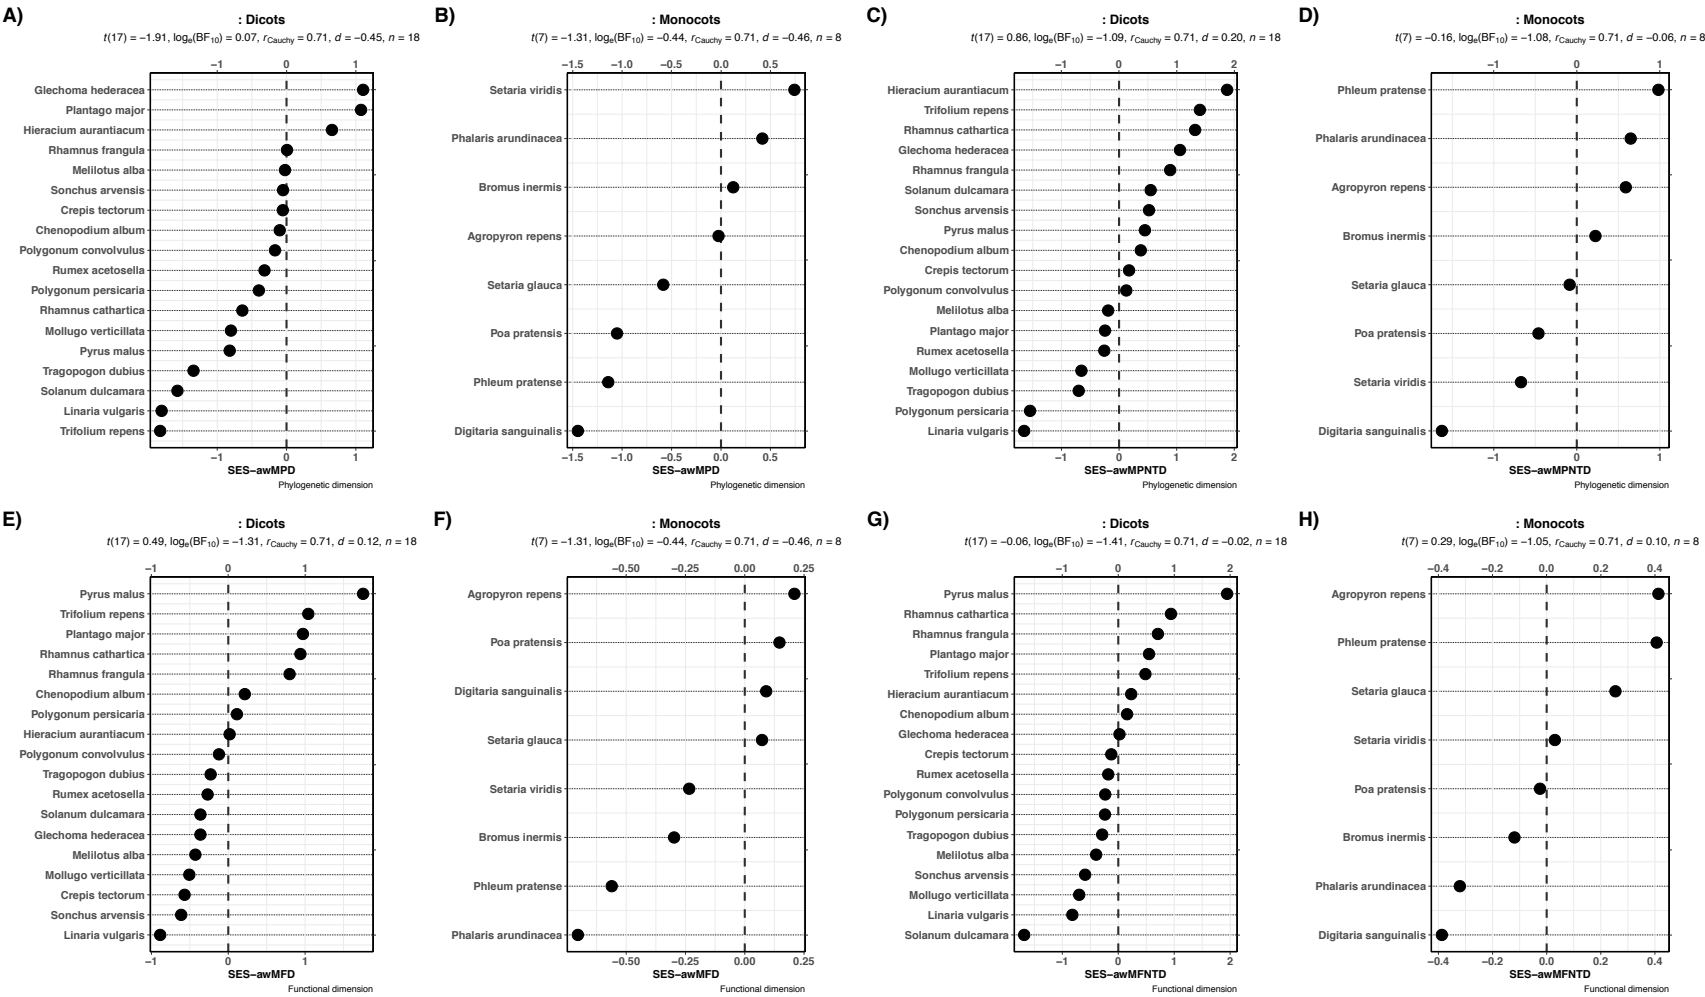 A)
: Dicots
t(17) = −1.91, loge(BF10) = 0.07, rCauchy = 0.71, d = −0.45, n = 18
−1 0 1
Glechoma hederacea
Plantago major
Hieracium aurantiacum
Rhamnus frangula
Melilotus alba
Sonchus arvensis
Crepis tectorum
Chenopodium album
Polygonum convolvulus
Rumex acetosella
Polygonum persicaria
Rhamnus cathartica
Mollugo verticillata
Pyrus malus
Tragopogon dubius
Solanum dulcamara
Linaria vulgaris
Trifolium repens
−1 0 1
SES−awMPD
Phylogenetic dimension
B)
: Monocots
t(7) = −1.31, loge(BF10) = −0.44, rCauchy = 0.71, d = −0.46, n = 8
−1.5 −1.0 −0.5 0.0 0.5
Setaria viridis
Phalaris arundinacea
Bromus inermis
Agropyron repens
Setaria glauca
Poa pratensis
Phleum pratense
Digitaria sanguinalis
−1.5 −1.0 −0.5 0.0 0.5
SES−awMPD
Phylogenetic dimension
C)
: Dicots
t(17) = 0.86, loge(BF10) = −1.09, rCauchy = 0.71, d = 0.20, n = 18
−1 0 1 2
Hieracium aurantiacum
Trifolium repens
Rhamnus cathartica
Glechoma hederacea
Rhamnus frangula
Solanum dulcamara
Sonchus arvensis
Pyrus malus
Chenopodium album
Crepis tectorum
Polygonum convolvulus
Melilotus alba
Plantago major
Rumex acetosella
Mollugo verticillata
Tragopogon dubius
Polygonum persicaria
Linaria vulgaris
−1 0 1 2
SES−awMPNTD
Phylogenetic dimension
D)
: Monocots
t(7) = −0.16, loge(BF10) = −1.08, rCauchy = 0.71, d = −0.06, n = 8
−1 0 1
Phleum pratense
Phalaris arundinacea
Agropyron repens
Bromus inermis
Setaria glauca
Poa pratensis
Setaria viridis
Digitaria sanguinalis
−1 0 1
SES−awMPNTD
Phylogenetic dimension
E)
: Dicots
t(17) = 0.49, loge(BF10) = −1.31, rCauchy = 0.71, d = 0.12, n = 18
−1 0 1
Pyrus malus
Trifolium repens
Plantago major
Rhamnus cathartica
Rhamnus frangula
Chenopodium album
Polygonum persicaria
Hieracium aurantiacum
Polygonum convolvulus
Tragopogon dubius
Rumex acetosella
Solanum dulcamara
Glechoma hederacea
Melilotus alba
Mollugo verticillata
Crepis tectorum
Sonchus arvensis
Linaria vulgaris
−1 0 1
SES−awMFD
Functional dimension
F)
: Monocots
t(7) = −1.31, loge(BF10) = −0.44, rCauchy = 0.71, d = −0.46, n = 8
−0.50 −0.25 0.00 0.25
Agropyron repens
Poa pratensis
Digitaria sanguinalis
Setaria glauca
Setaria viridis
Bromus inermis
Phleum pratense
Phalaris arundinacea
−0.50 −0.25 0.00 0.25
SES−awMFD
Functional dimension
G)
: Dicots
t(17) = −0.06, loge(BF10) = −1.41, rCauchy = 0.71, d = −0.02, n = 18
−1 0 1 2
Pyrus malus
Rhamnus cathartica
Rhamnus frangula
Plantago major
Trifolium repens
Hieracium aurantiacum
Chenopodium album
Glechoma hederacea
Crepis tectorum
Rumex acetosella
Polygonum convolvulus
Polygonum persicaria
Tragopogon dubius
Melilotus alba
Sonchus arvensis
Mollugo verticillata
Linaria vulgaris
Solanum dulcamara
−1 0 1 2
SES−awMFNTD
Functional dimension
H)
: Monocots
t(7) = 0.29, loge(BF10) = −1.05, rCauchy = 0.71, d = 0.10, n = 8
−0.4 −0.2 0.0 0.2 0.4
Agropyron repens
Phleum pratense
Setaria glauca
Setaria viridis
Poa pratensis
Bromus inermis
Phalaris arundinacea
Digitaria sanguinalis
−0.4 −0.2 0.0 0.2 0.4
SES−awMFNTD
Functional dimension